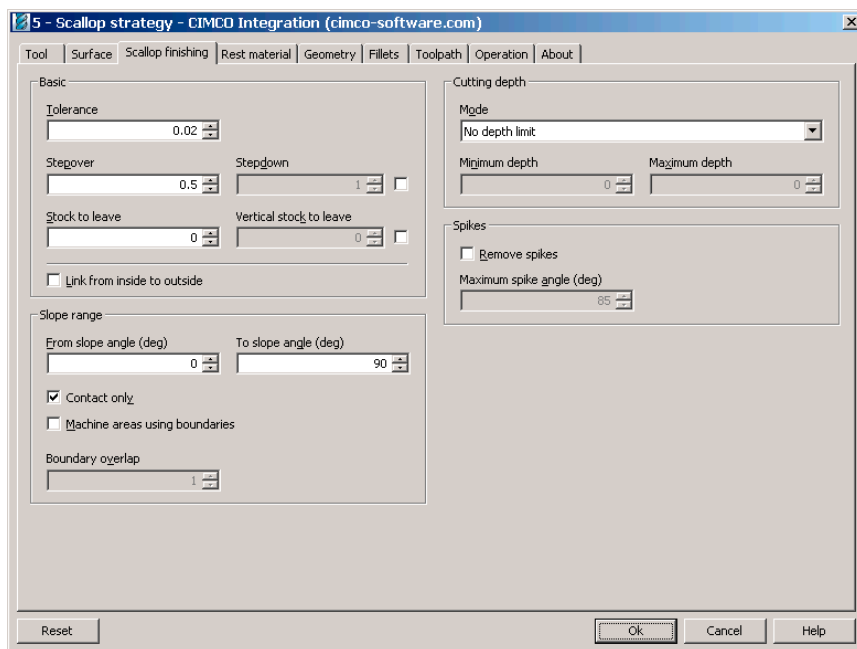 5 - Scallop strategy - CIMCO Integration (cimco-software.com)
Tool Surface Scallop finishing Rest material Geometry Fillets Toolpath Operation About
Basic
Tolerance
0.02
Stepover Stepdown
0.5 1
Stock to leave Vertical stock to leave
0 0
Link from inside to outside
Slope range
From slope angle (deg) To slope angle (deg)
0 90
Contact only
Machine areas using boundaries
Boundary overlap
1
Cutting depth
Mode
No depth limit
Minimum depth Maximum depth
0 0
Spikes
Remove spikes
Maximum spike angle (deg)
85
Reset Ok Cancel Help